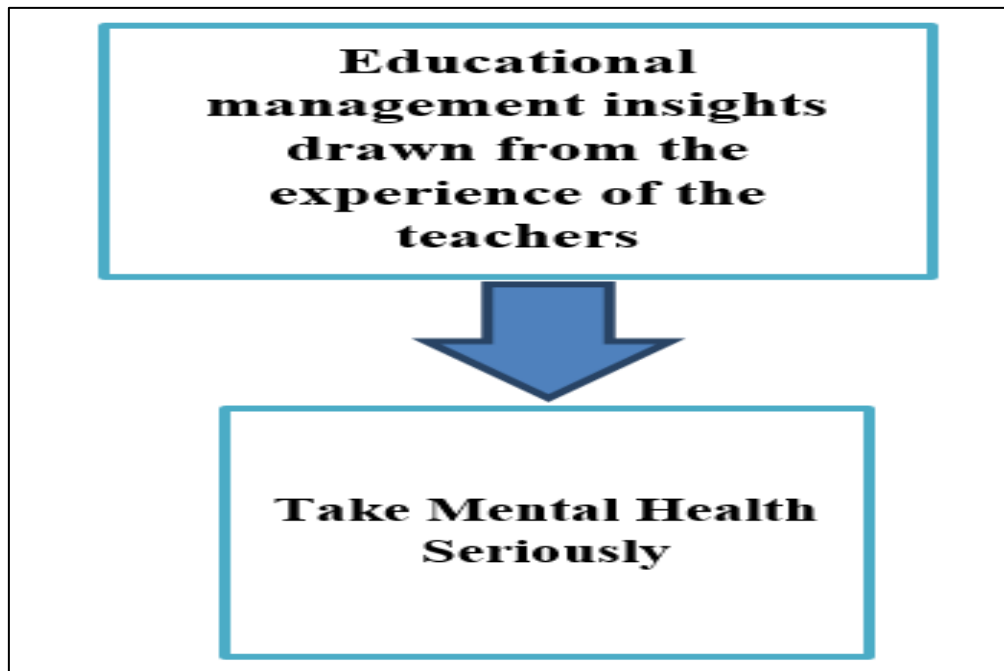 Educational
management insights
drawn from the
experience of the
teachers
Take Mental Health
Seriously